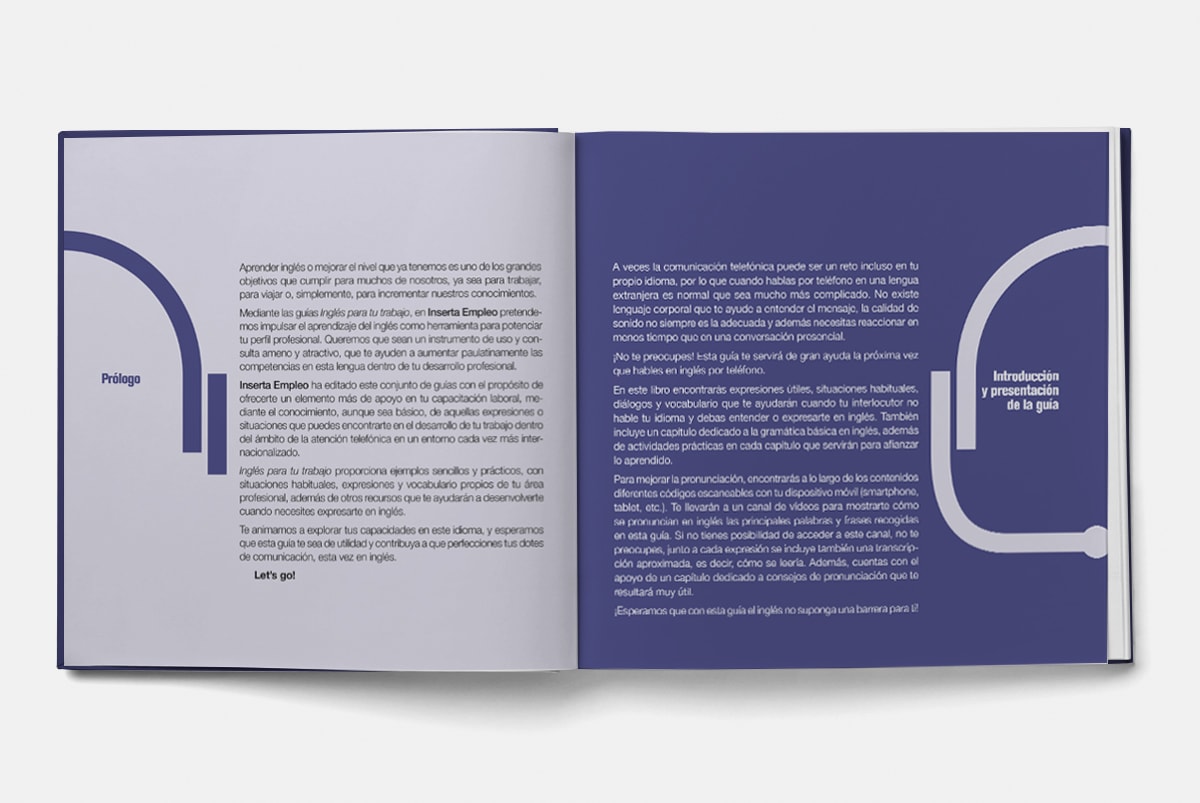 Prólogo
Aprender inglés o mejorar el nivel que ya tenemos es uno de los grandes
objetivos que cumplir para muchos de nosotros, ya sea para trabajar,
para viajar o, simplemente, para incrementar nuestros conocimientos.
Mediante las guías Inglés para tu trabajo, en Inserta Empleo pretende-
mos impulsar el aprendizaje del inglés como herramienta para potenciar
tu perfil profesional. Queremos que sean un instrumento de uso y con-
sulta ameno y atractivo, que te ayuden a aumentar paulatinamente las
competencias en esta lengua dentro de tu desarrollo profesional.
Inserta Empleo ha editado este conjunto de guías con el propósito de
ofrecerte un elemento más de apoyo en tu capacitación laboral, me-
diante el conocimiento, aunque sea básico, de aquellas expresiones o
situaciones que puedes encontrarte en el desarrollo de tu trabajo dentro
del ámbito de la atención telefónica en un entorno cada vez más inter-
nacionalizado.
Inglés para tu trabajo proporciona ejemplos sencillos y prácticos, con
situaciones habituales, expresiones y vocabulario propios de tu área
profesional, además de otros recursos que te ayudarán a desenvolverte
cuando necesites expresarte en inglés.
Te animamos a explorar tus capacidades en este idioma, y esperamos
que esta guía te sea de utilidad y contribuya a que perfecciones tus dotes
de comunicación, esta vez en inglés.
Let's go!
Introducción
y presentación
de la guía
A veces la comunicación telefónica puede ser un reto incluso en tu
propio idioma, por lo que cuando hablas por teléfono en una lengua
extranjera es normal que sea mucho más complicado. No existe
lenguaje corporal que te ayude a entender el mensaje, la calidad de
sonido no siempre es la adecuada y además necesitas reaccionar en
menos tiempo que en una conversación presencial.
¡No te preocupes! Esta guía te servirá de gran ayuda la próxima vez
que hables en inglés por teléfono.
En este libro encontrarás expresiones útiles, situaciones habituales,
diálogos y vocabulario que te ayudarán cuando tu interlocutor no
hable tu idioma y debas entender o expresarte en inglés. También
incluye un capítulo dedicado a la gramática básica en inglés, además
de actividades prácticas en cada capítulo que servirán para afianzar
lo aprendido.
Para mejorar la pronunciación, encontrarás a lo largo de los contenidos
diferentes códigos escaneables con tu dispositivo móvil (smartphone,
tablet, etc.). Te llevarán a un canal de vídeos para mostrarte cómo
se pronuncian en inglés las principales palabras y frases recogidas
en esta guía. Si no tienes posibilidad de acceder a este canal, no te
preocupes, junto a cada expresión se incluye también una transcrip-
ción aproximada, es decir, cómo se leería. Además, cuentas con el
apoyo de un capítulo dedicado a consejos de pronunciación que te
resultará muy útil.
¡Esperamos que con esta guía el inglés no suponga una barrera para ti!